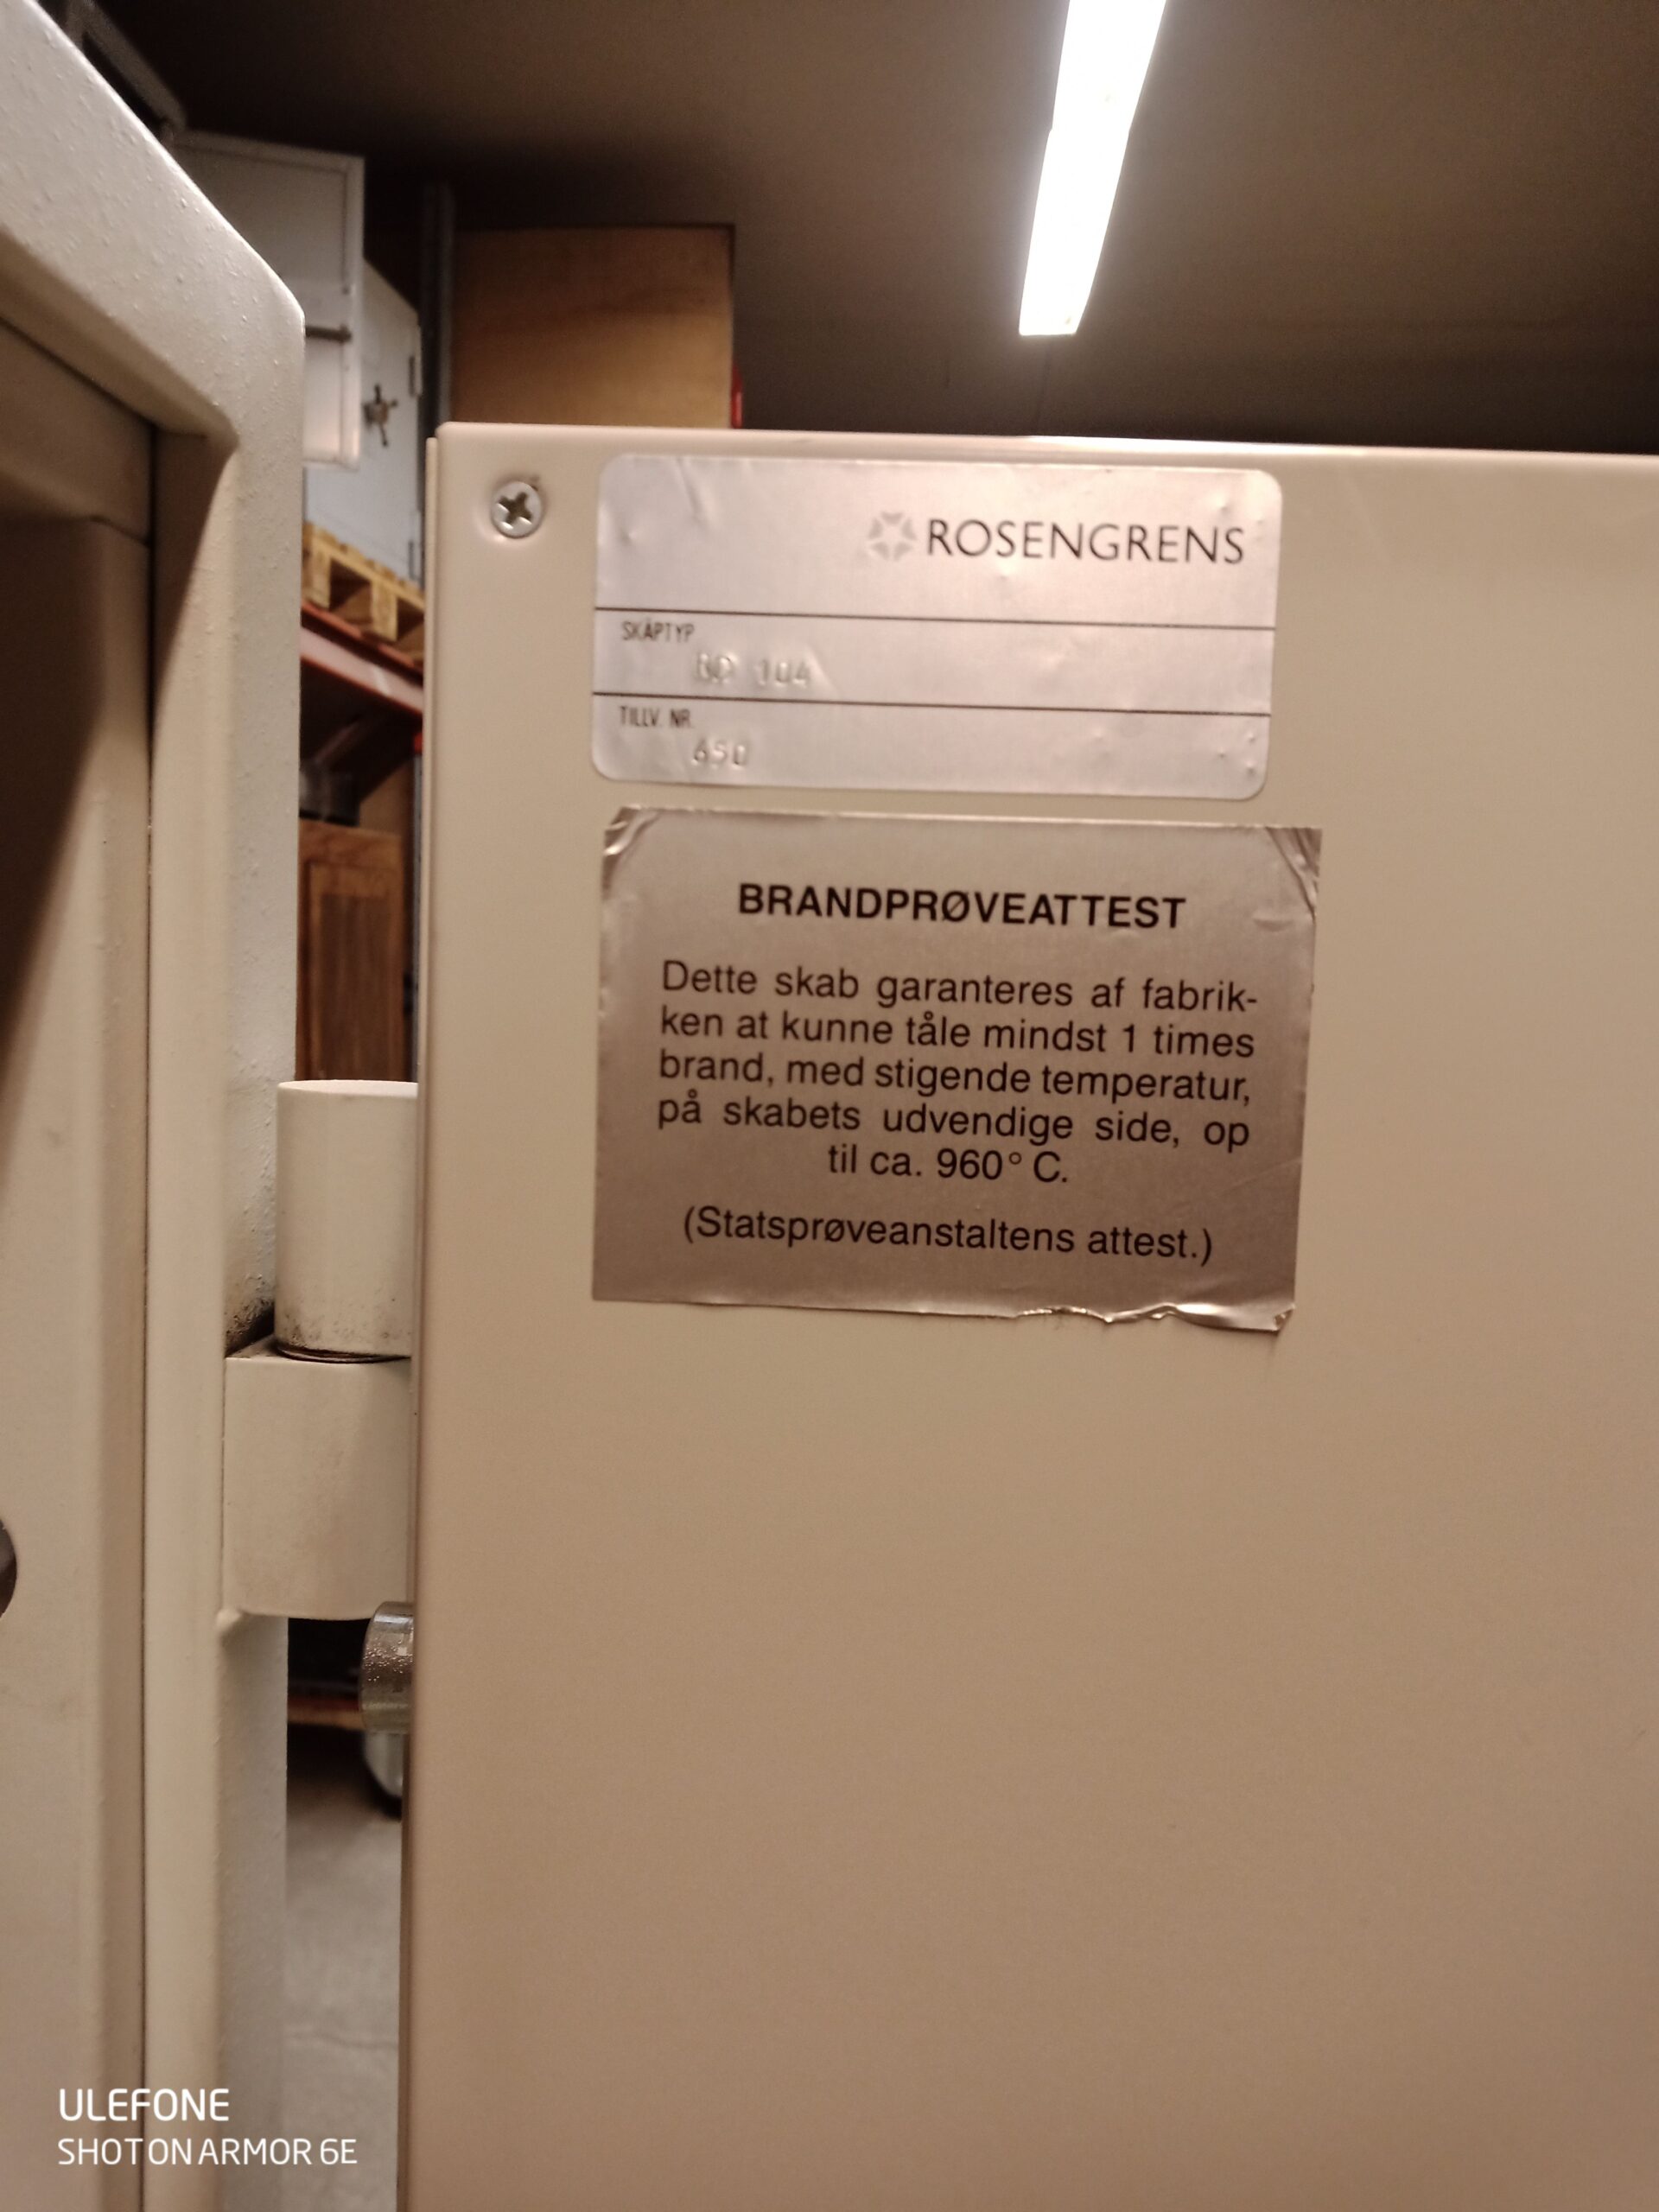 ROSENGRENS
SKÅPTYP
104
TILLV. NR.
650
BRANDPRØVEATTEST
Dette skab garanteres af fabrik-
ken at kunne tåle mindst 1 times
brand, med stigende temperatur,
på skabets udvendige side, op
til ca. 960° C.
(Statsprøveanstaltens attest.)
ULEFONE
SHOT ON ARMOR 6E